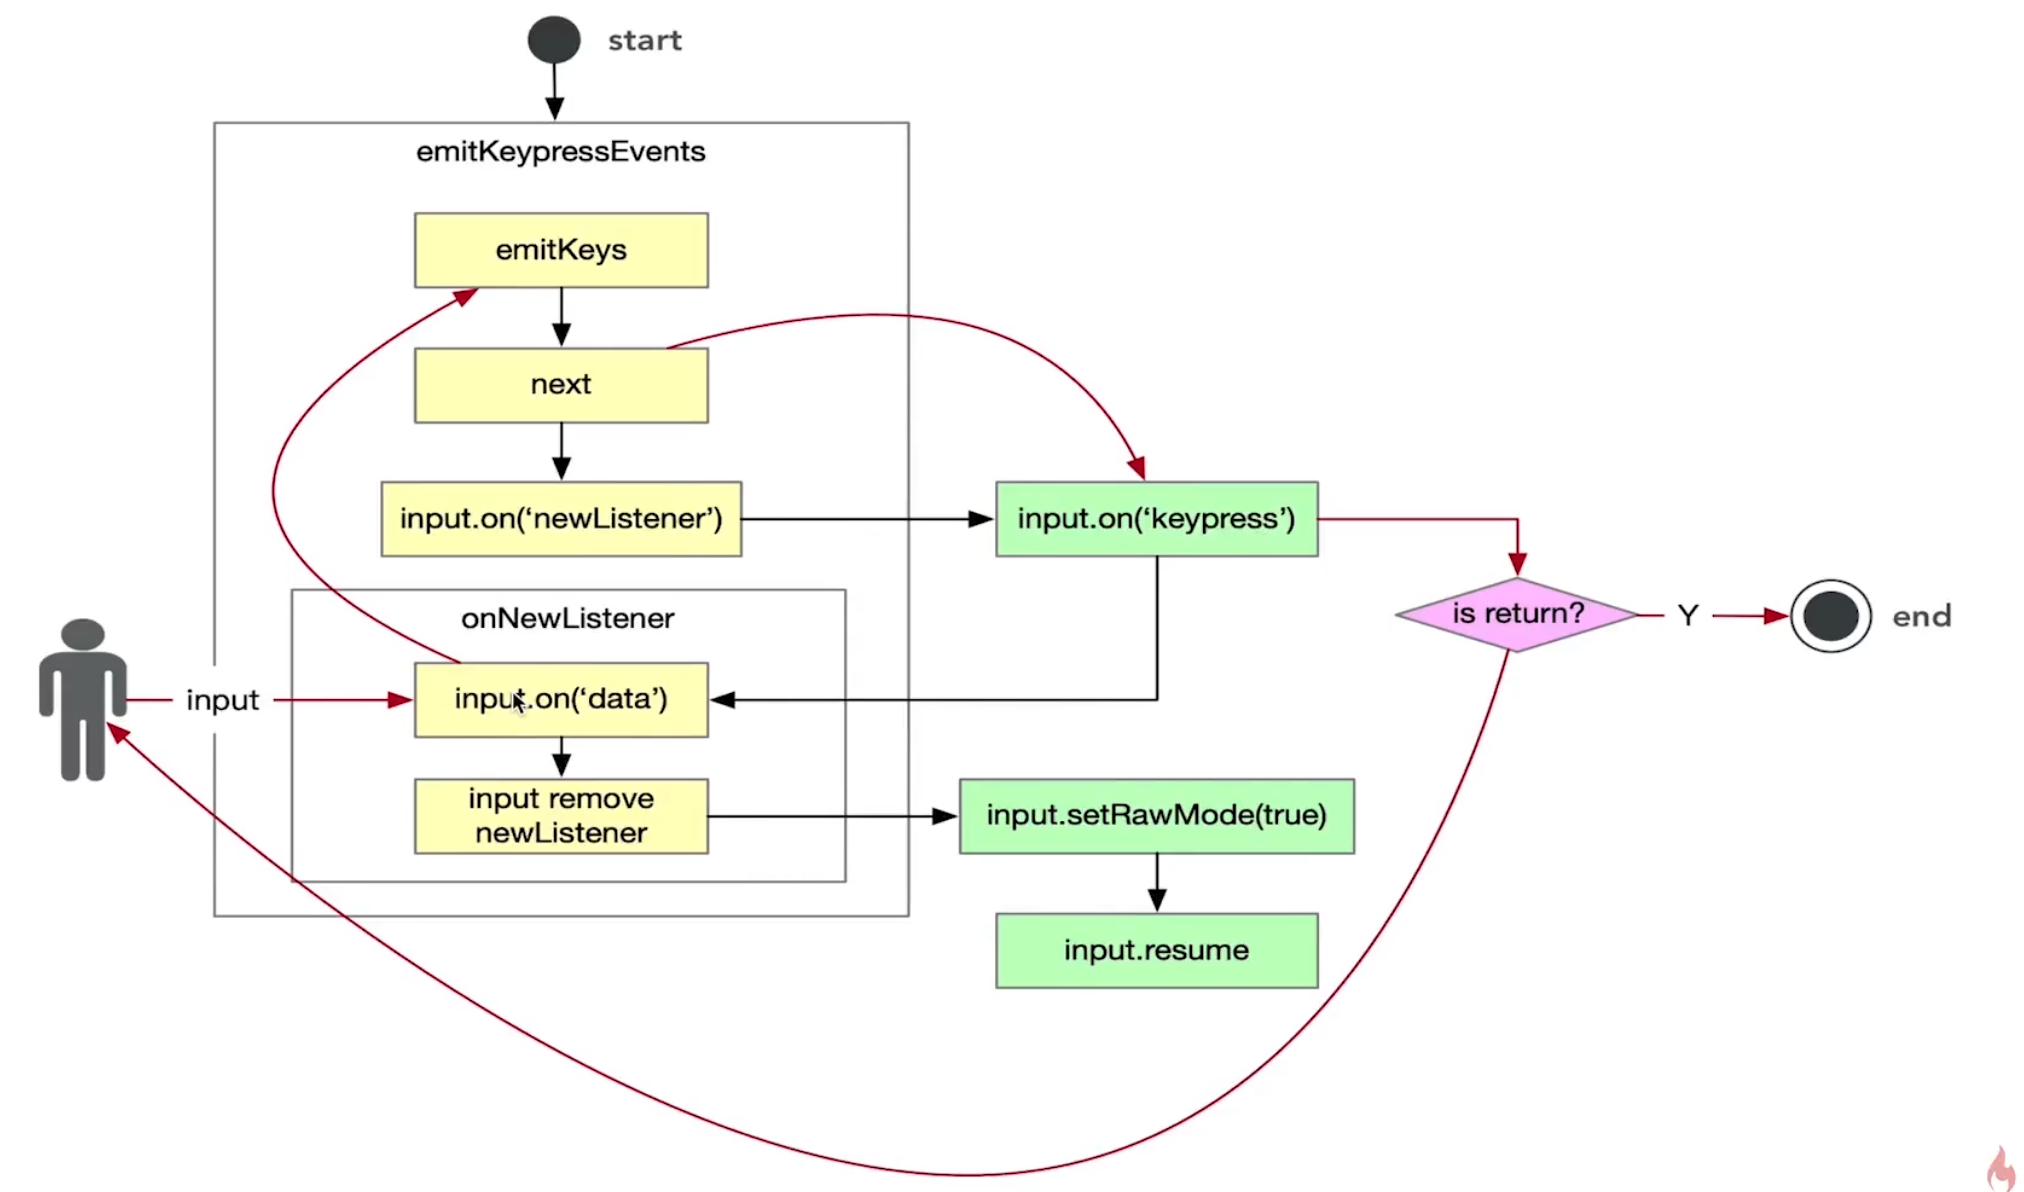 start
emitKeypressEvents
emitKeys
next
input.on(‘newListener’)
input.on(‘keypress’)
onNewListener
is return?
Y
end
input
input.on(‘data’)
input remove
newListener
input.setRawMode(true)
input.resume